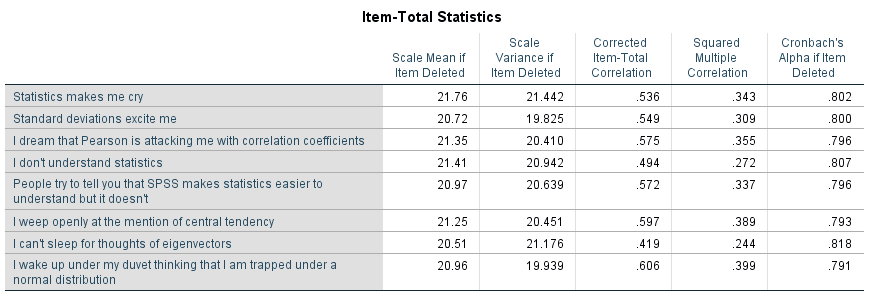 Item-Total Statistics
Scale Mean if Item Deleted Scale Variance if Item Deleted Corrected Item-Total Correlation Squared Multiple Correlation Cronbach's Alpha if Item Deleted
Statistics makes me cry 21.76 21.442 .536 .343 .802
Standard deviations excite me 20.72 19.825 .549 .309 .800
I dream that Pearson is attacking me with correlation coefficients 21.35 20.410 .575 .355 .796
I don't understand statistics 21.41 20.942 .494 .272 .807
People try to tell you that SPSS makes statistics easier to
understand but it doesn't 20.97 20.639 .572 .337 .796
I weep openly at the mention of central tendency 21.25 20.451 .597 .389 .793
I can't sleep for thoughts of eigenvectors 20.51 21.176 .419 .244 .818
I wake up under my duvet thinking that I am trapped under a
normal distribution 20.96 19.939 .606 .399 .791